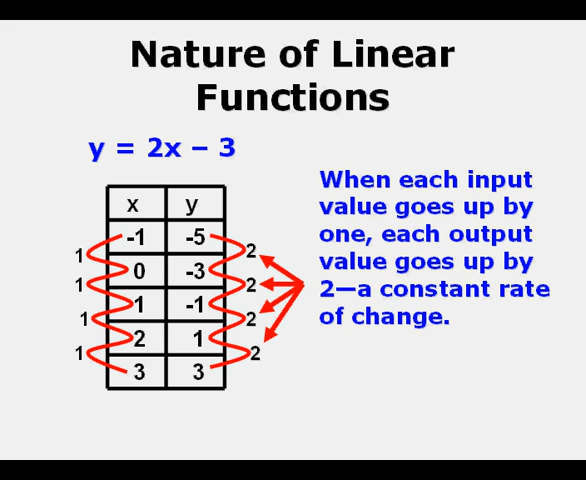 Nature of Linear
Functions
y = 2x – 3
When each input
value goes up by
one, each output
value goes up by
2—a constant rate
of change.
x y
-1 -5
1 2
0 -3
1 2
1 -1
1 2
2 1
1 2
3 3